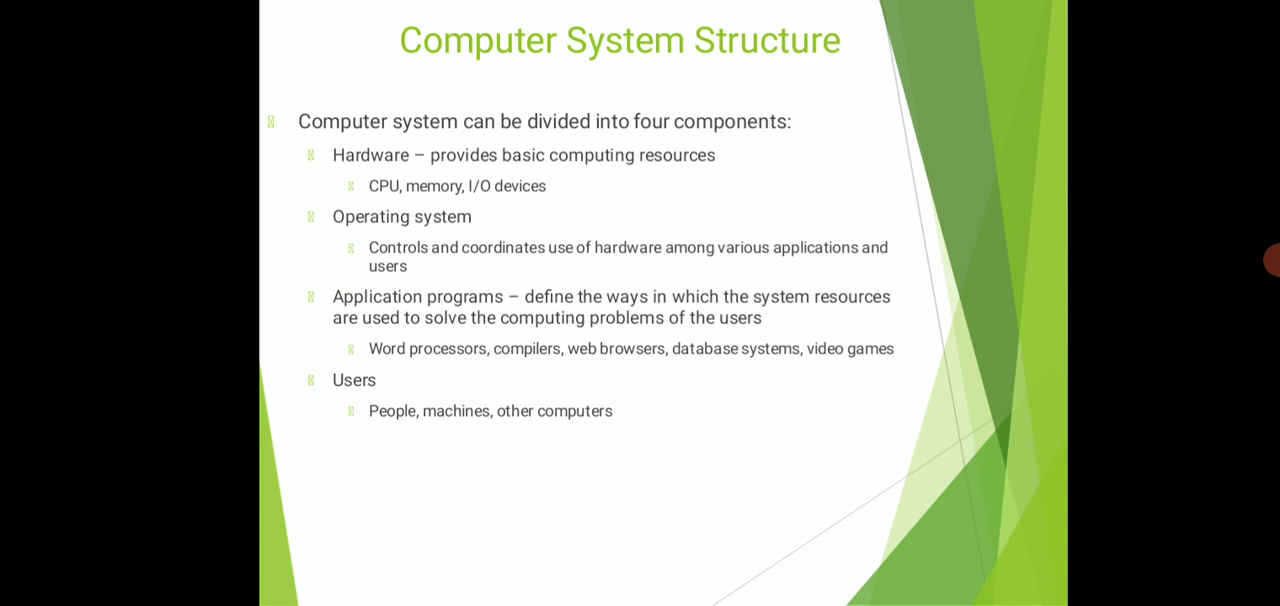 Computer System Structure
Computer system can be divided into four components:
Hardware – provides basic computing resources
CPU, memory, I/O devices
Operating system
Controls and coordinates use of hardware among various applications and
users
Application programs – define the ways in which the system resources
are used to solve the computing problems of the users
Word processors, compilers, web browsers, database systems, video games
Users
People, machines, other computers